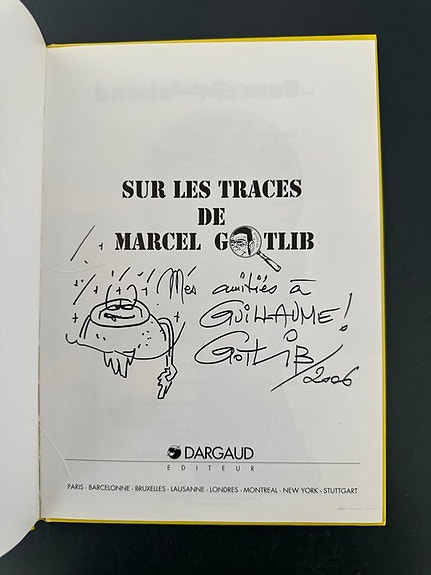 SUR LES TRACES
DE
MARCEL GOTLIB
Mes amitiés à
GUILLAUME!
GOTLIB
/2006
DARGAUD
EDITEUR
PARIS - BARCELONNE - BRUXELLES - LAUSANNE - LONDRES - MONTREAL - NEW YORK - STUTTGART